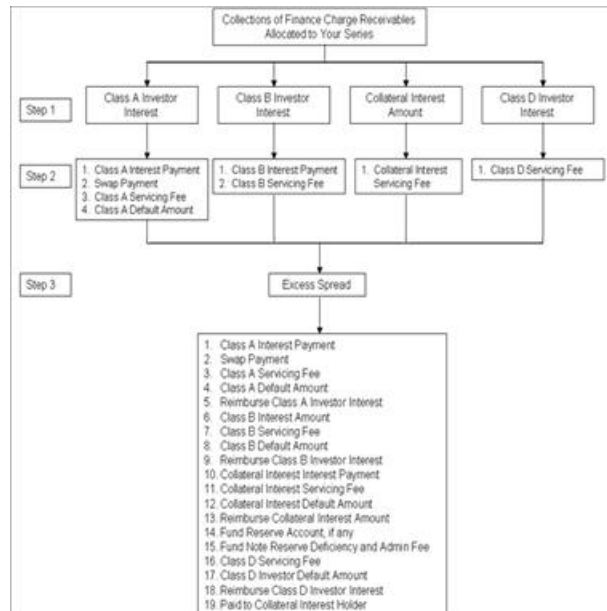 Collections of Finance Charge Receivables
Allocated to Your Series
Step 1
Class A Investor
Interest
Class B Investor
Interest
Collateral Interest
Amount
Class D Investor
Interest
Step 2
1. Class A Interest Payment
2. Swap Payment
3. Class A Servicing Fee
4. Class A Default Amount
1. Class B Interest Payment
2. Class B Servicing Fee
1. Collateral Interest
Servicing Fee
1. Class D Servicing Fee
Step 3
Excess Spread
1. Class A Interest Payment
2. Swap Payment
3. Class A Servicing Fee
4. Class A Default Amount
5. Reimburse Class A Investor Interest
6. Class B Interest Amount
7. Class B Servicing Fee
8. Class B Default Amount
9. Reimburse Class B Investor Interest
10. Collateral Interest Interest Payment
11. Collateral Interest Servicing Fee
12. Collateral Interest Default Amount
13. Reimburse Collateral Interest Amount
14. Fund Reserve Account, if any
15. Fund Note Reserve Deficiency and Admin Fee
16. Class D Servicing Fee
17. Class D Investor Default Amount
18. Reimburse Class D Investor Interest
19. Paid to Collateral Interest Holder